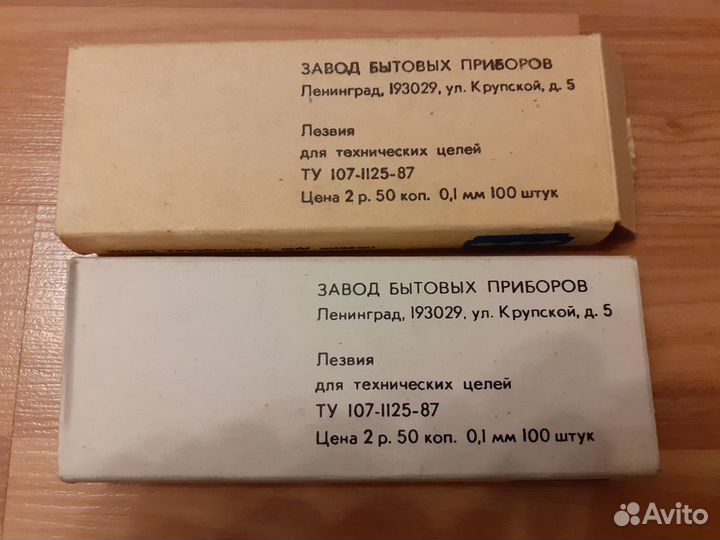 ЗАВОД БЫТОВЫХ ПРИБОРОВ
Ленинград, 193029, ул. Крупской, д. 5
Лезвия
для технических целей
ТУ 107-1125-87
Цена 2 р. 50 коп. 0,1 мм 100 штук
ЗАВОД БЫТОВЫХ ПРИБОРОВ
Ленинград, 193029, ул. Крупской, д. 5
Лезвия
для технических целей
ТУ 107-1125-87
Цена 2 р. 50 коп. 0,1 мм 100 штук
Avito